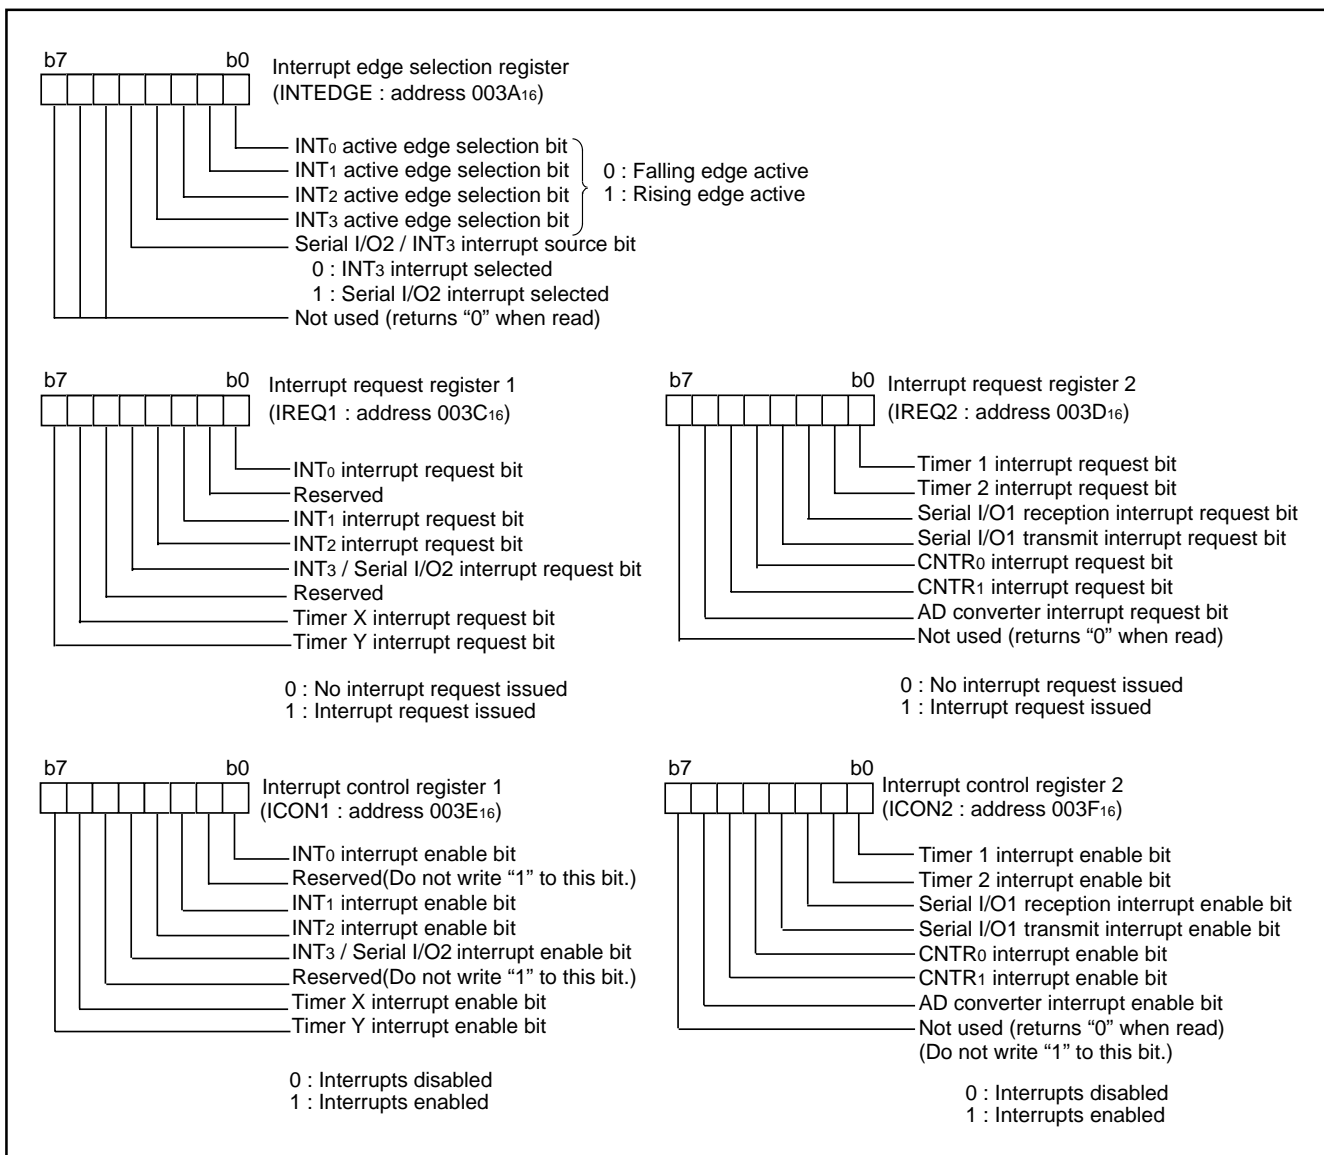 b7 b0
Interrupt edge selection register
(INTEDGE : address 003A16)
INT0 active edge selection bit
INT1 active edge selection bit
INT2 active edge selection bit
INT3 active edge selection bit
0 : Falling edge active
1 : Rising edge active
Serial I/O2 / INT3 interrupt source bit
0 : INT3 interrupt selected
1 : Serial I/O2 interrupt selected
Not used (returns “0” when read)
b7 b0
Interrupt request register 1
(IREQ1 : address 003C16)
INT0 interrupt request bit
Reserved
INT1 interrupt request bit
INT2 interrupt request bit
INT3 / Serial I/O2 interrupt request bit
Reserved
Timer X interrupt request bit
Timer Y interrupt request bit
0 : No interrupt request issued
1 : Interrupt request issued
b7 b0
Interrupt request register 2
(IREQ2 : address 003D16)
Timer 1 interrupt request bit
Timer 2 interrupt request bit
Serial I/O1 reception interrupt request bit
Serial I/O1 transmit interrupt request bit
CNTR0 interrupt request bit
CNTR1 interrupt request bit
AD converter interrupt request bit
Not used (returns “0” when read)
0 : No interrupt request issued
1 : Interrupt request issued
b7 b0
Interrupt control register 1
(ICON1 : address 003E16)
INT0 interrupt enable bit
Reserved(Do not write “1” to this bit.)
INT1 interrupt enable bit
INT2 interrupt enable bit
INT3 / Serial I/O2 interrupt enable bit
Reserved(Do not write “1” to this bit.)
Timer X interrupt enable bit
Timer Y interrupt enable bit
0 : Interrupts disabled
1 : Interrupts enabled
b7 b0
Interrupt control register 2
(ICON2 : address 003F16)
Timer 1 interrupt enable bit
Timer 2 interrupt enable bit
Serial I/O1 reception interrupt enable bit
Serial I/O1 transmit interrupt enable bit
CNTR0 interrupt enable bit
CNTR1 interrupt enable bit
AD converter interrupt enable bit
Not used (returns “0” when read)
(Do not write “1” to this bit.)
0 : Interrupts disabled
1 : Interrupts enabled